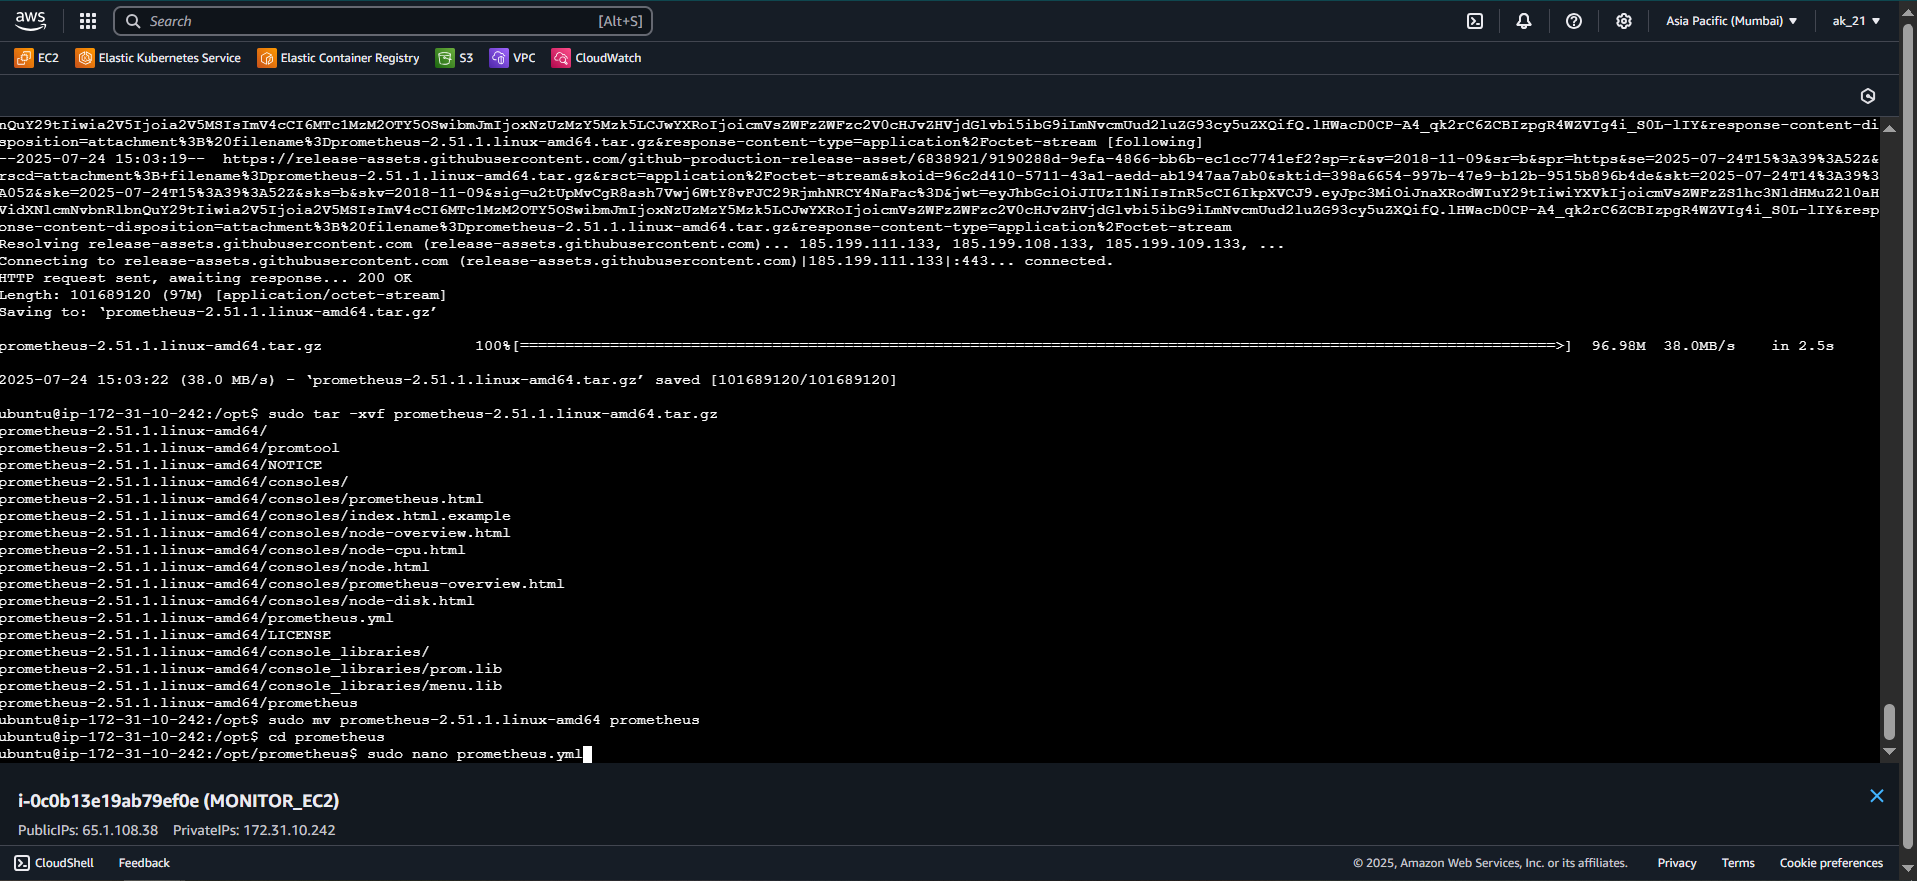 aws
Search [Alt+S]
Asia Pacific (Mumbai)
ak_21
EC2
Elastic Kubernetes Service
Elastic Container Registry
S3
VPC
CloudWatch
nQuY29tIiwia2V5Ijoia2V5MSIsImV4cCI6MTc1MzM2OTY5OSwibmJmIjoxNzUzMzY5Mzk5LCJwYXRoIjoicmVsZWFzZWFzc2V0cHJvZHVjdGlvbi5ibG9iLmNvcmUud2luZG93cy5uZXQifQ.lHWacD0CP-A4_qk2rC6ZCBIzpgR4WZVIg4i_S0L-lIY&response-content-di
sposition=attachment%3B%20filename%3Dprometheus-2.51.1.linux-amd64.tar.gz&response-content-type=application%2Foctet-stream [following]
--2025-07-24 15:03:19--  https://release-assets.githubusercontent.com/github-production-release-asset/6838921/9190288d-9efa-4866-bb6b-ec1cc7741ef2?sp=r&sv=2018-11-09&sr=b&spr=https&se=2025-07-24T15%3A39%3A52Z&
rscd=attachment%3B+filename%3Dprometheus-2.51.1.linux-amd64.tar.gz&rsct=application%2Foctet-stream&skoid=96c2d410-5711-43a1-aedd-ab1947aa7ab0&sktid=398a6654-997b-47e9-b12b-9515b896b4de&skt=2025-07-24T14%3A39%3
A05Z&ske=2025-07-24T15%3A39%3A52Z&sks=b&skv=2018-11-09&sig=u2tUpMvCgR8ash7Vwj6WtY8vFJC29RjmhNRCY4NaFac%3D&jwt=eyJhbGciOiJIUzI1NiIsInR5cCI6IkpXVCJ9.eyJpc3MiOiJnaXRodWIuY29tIiwiYXVkIjoicmVsZWFzZS1hc3NldHMuZ2l0aH
VidXNlcmNvbnRlbnQuY29tIiwia2V5Ijoia2V5MSIsImV4cCI6MTc1MzM2OTY5OSwibmJmIjoxNzUzMzY5Mzk5LCJwYXRoIjoicmVsZWFzZWFzc2V0cHJvZHVjdGlvbi5ibG9iLmNvcmUud2luZG93cy5uZXQifQ.lHWacD0CP-A4_qk2rC6ZCBIzpgR4WZVIg4i_S0L-lIY&resp
onse-content-disposition=attachment%3B%20filename%3Dprometheus-2.51.1.linux-amd64.tar.gz&response-content-type=application%2Foctet-stream
Resolving release-assets.githubusercontent.com (release-assets.githubusercontent.com)... 185.199.111.133, 185.199.108.133, 185.199.109.133, ...
Connecting to release-assets.githubusercontent.com (release-assets.githubusercontent.com)|185.199.111.133|:443... connected.
HTTP request sent, awaiting response... 200 OK
Length: 101689120 (97M) [application/octet-stream]
Saving to: ‘prometheus-2.51.1.linux-amd64.tar.gz’
prometheus-2.51.1.linux-amd64.tar.gz 100%[===================================================================================================================>] 96.98M 38.0MB/s in 2.5s
2025-07-24 15:03:22 (38.0 MB/s) - ‘prometheus-2.51.1.linux-amd64.tar.gz’ saved [101689120/101689120]
ubuntu@ip-172-31-10-242:/opt$ sudo tar -xvf prometheus-2.51.1.linux-amd64.tar.gz
prometheus-2.51.1.linux-amd64/
prometheus-2.51.1.linux-amd64/promtool
prometheus-2.51.1.linux-amd64/NOTICE
prometheus-2.51.1.linux-amd64/consoles/
prometheus-2.51.1.linux-amd64/consoles/prometheus.html
prometheus-2.51.1.linux-amd64/consoles/index.html.example
prometheus-2.51.1.linux-amd64/consoles/node-overview.html
prometheus-2.51.1.linux-amd64/consoles/node-cpu.html
prometheus-2.51.1.linux-amd64/consoles/node.html
prometheus-2.51.1.linux-amd64/consoles/prometheus-overview.html
prometheus-2.51.1.linux-amd64/consoles/node-disk.html
prometheus-2.51.1.linux-amd64/prometheus.yml
prometheus-2.51.1.linux-amd64/LICENSE
prometheus-2.51.1.linux-amd64/console_libraries/
prometheus-2.51.1.linux-amd64/console_libraries/prom.lib
prometheus-2.51.1.linux-amd64/console_libraries/menu.lib
prometheus-2.51.1.linux-amd64/prometheus
ubuntu@ip-172-31-10-242:/opt$ sudo mv prometheus-2.51.1.linux-amd64 prometheus
ubuntu@ip-172-31-10-242:/opt$ cd prometheus
ubuntu@ip-172-31-10-242:/opt/prometheus$ sudo nano prometheus.yml
i-0c0b13e19ab79ef0e (MONITOR_EC2)
PublicIPs: 65.1.108.38 PrivateIPs: 172.31.10.242
CloudShell Feedback © 2025, Amazon Web Services, Inc. or its affiliates. Privacy Terms Cookie preferences